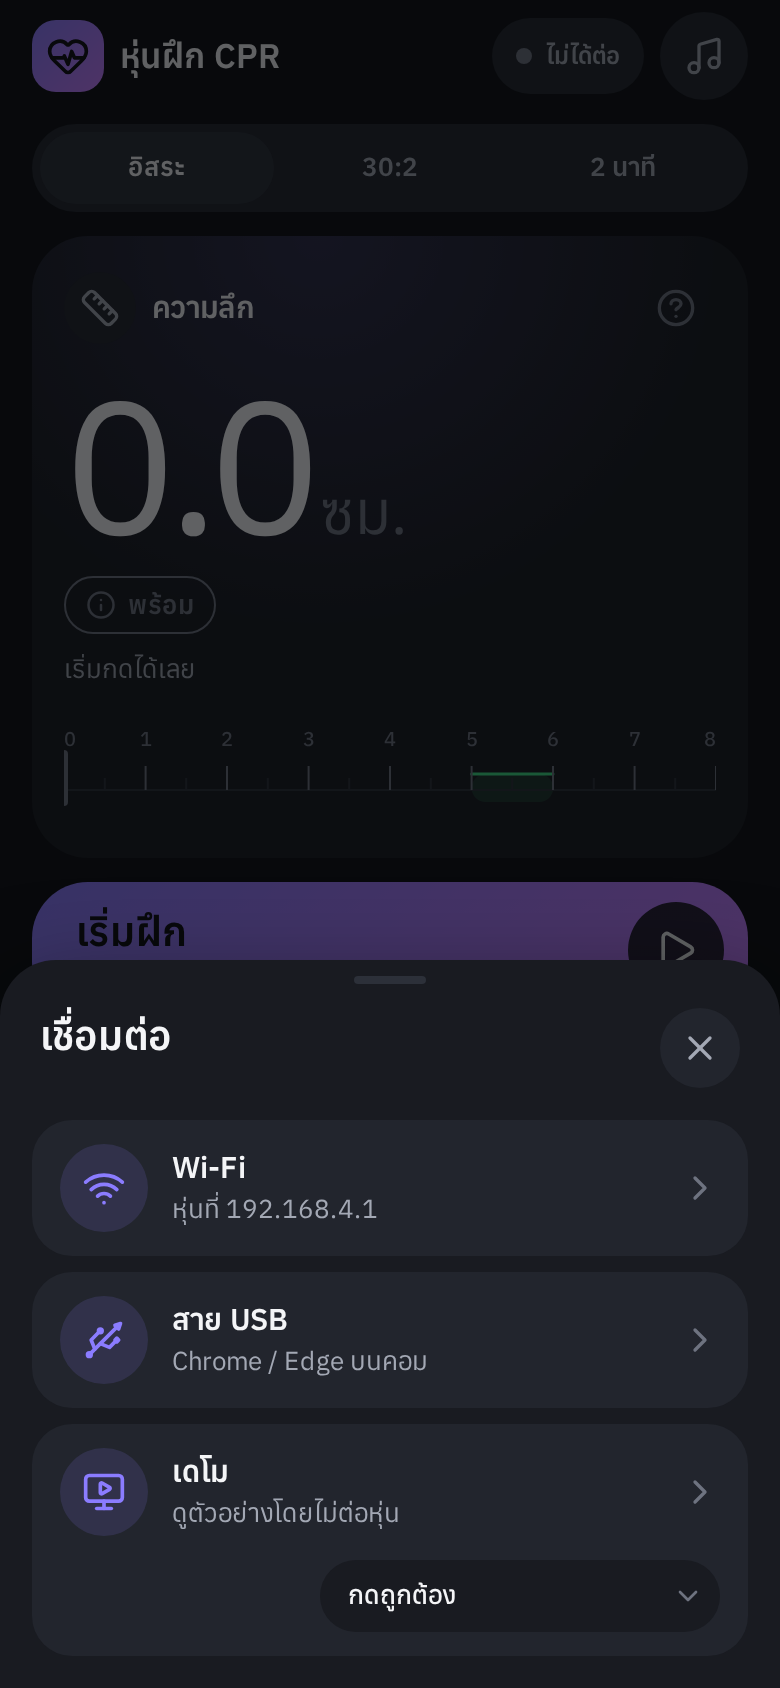 หุ่นฝึก CPR
ไม่ได้ต่อ
อิสระ
30:2
2 นาที
ความลึก
0.0 ซม.
พร้อม
เริ่มกดได้เลย
0 1 2 3 4 5 6 7 8
เริ่มฝึก
เชื่อมต่อ
Wi-Fi
หุ่นที่ 192.168.4.1
สาย USB
Chrome / Edge บนคอม
เดโม
ดูตัวอย่างโดยไม่ต่อหุ่น
กดถูกต้อง